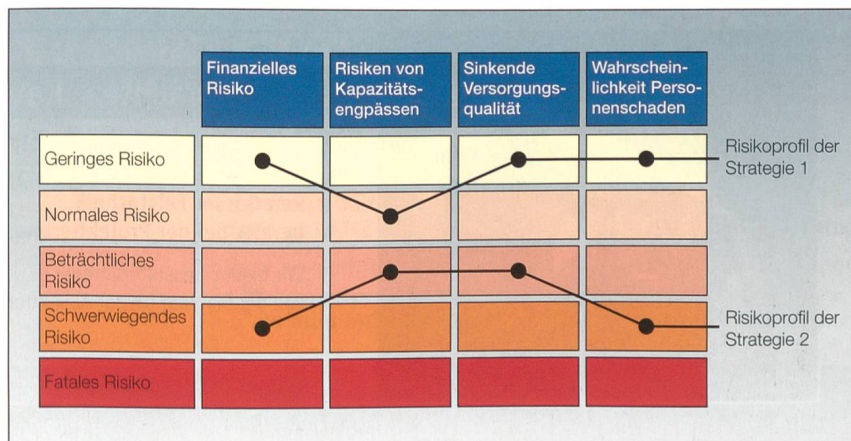 Finanzielles
Risiko
Risiken von
Kapazitäts-
engpässen
Sinkende
Versorgungs-
qualität
Wahrschein-
lichkeit Perso-
nenschaden
Geringes Risiko
Risikoprofil der
Strategie 1
Normales Risiko
Beträchtliches
Risiko
Schwerwiegendes
Risiko
Risikoprofil der
Strategie 2
Fatales Risiko